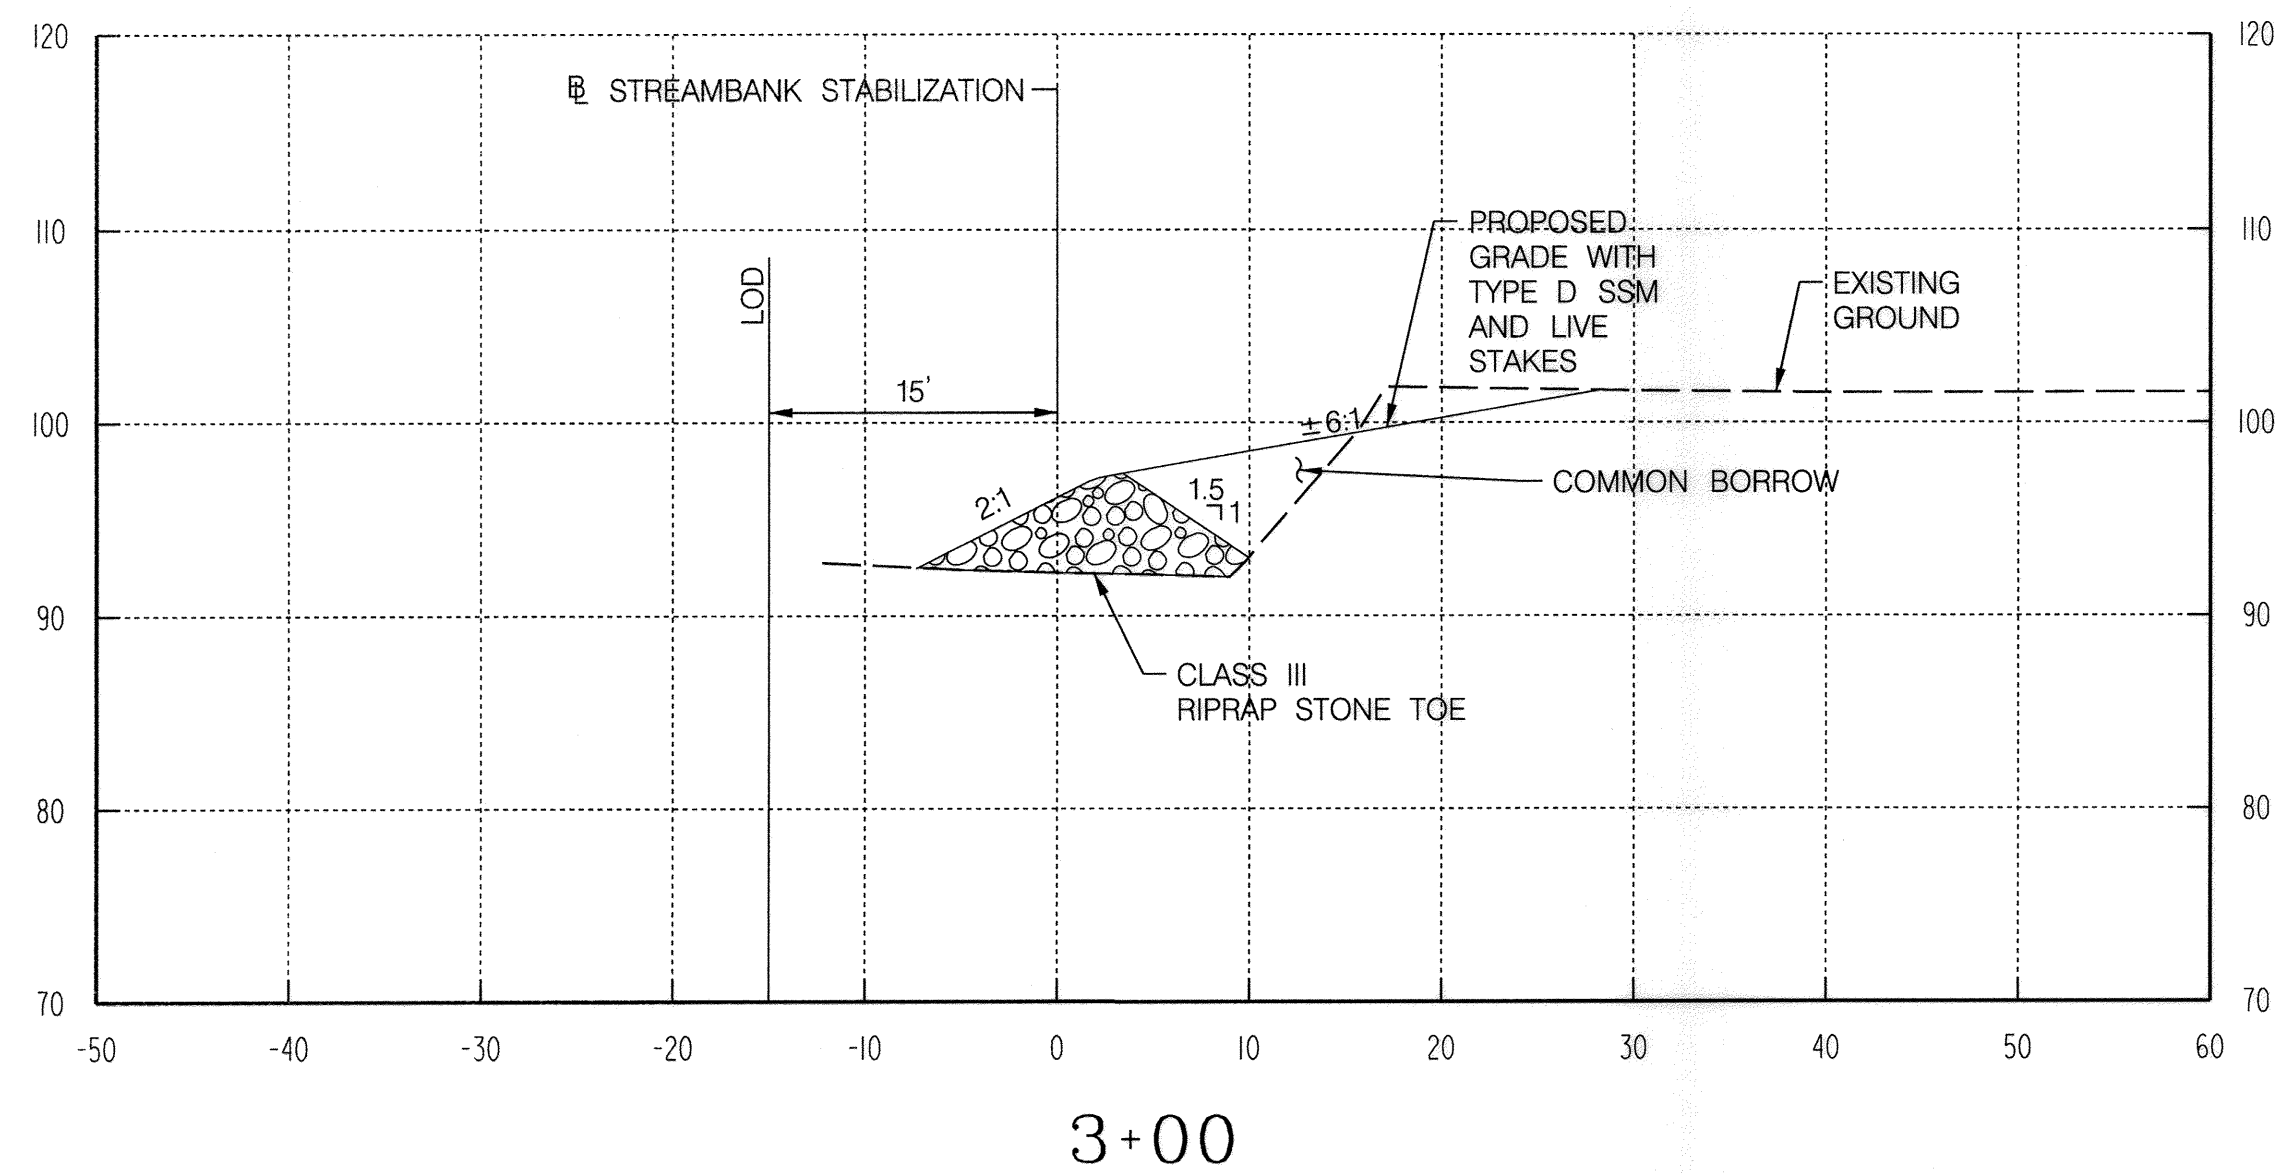 120
120
℄ STREAMBANK STABILIZATION
110
110
PROPOSED
GRADE WITH
TYPE D SSM
AND LIVE
STAKES
EXISTING
GROUND
LOD
15'
100
100
±6:1
COMMON BORROW
2:1
1.5
1
90
90
CLASS III
RIPRAP STONE TOE
80
80
70
70
-50 -40 -30 -20 -10 0 10 20 30 40 50 60
3+00